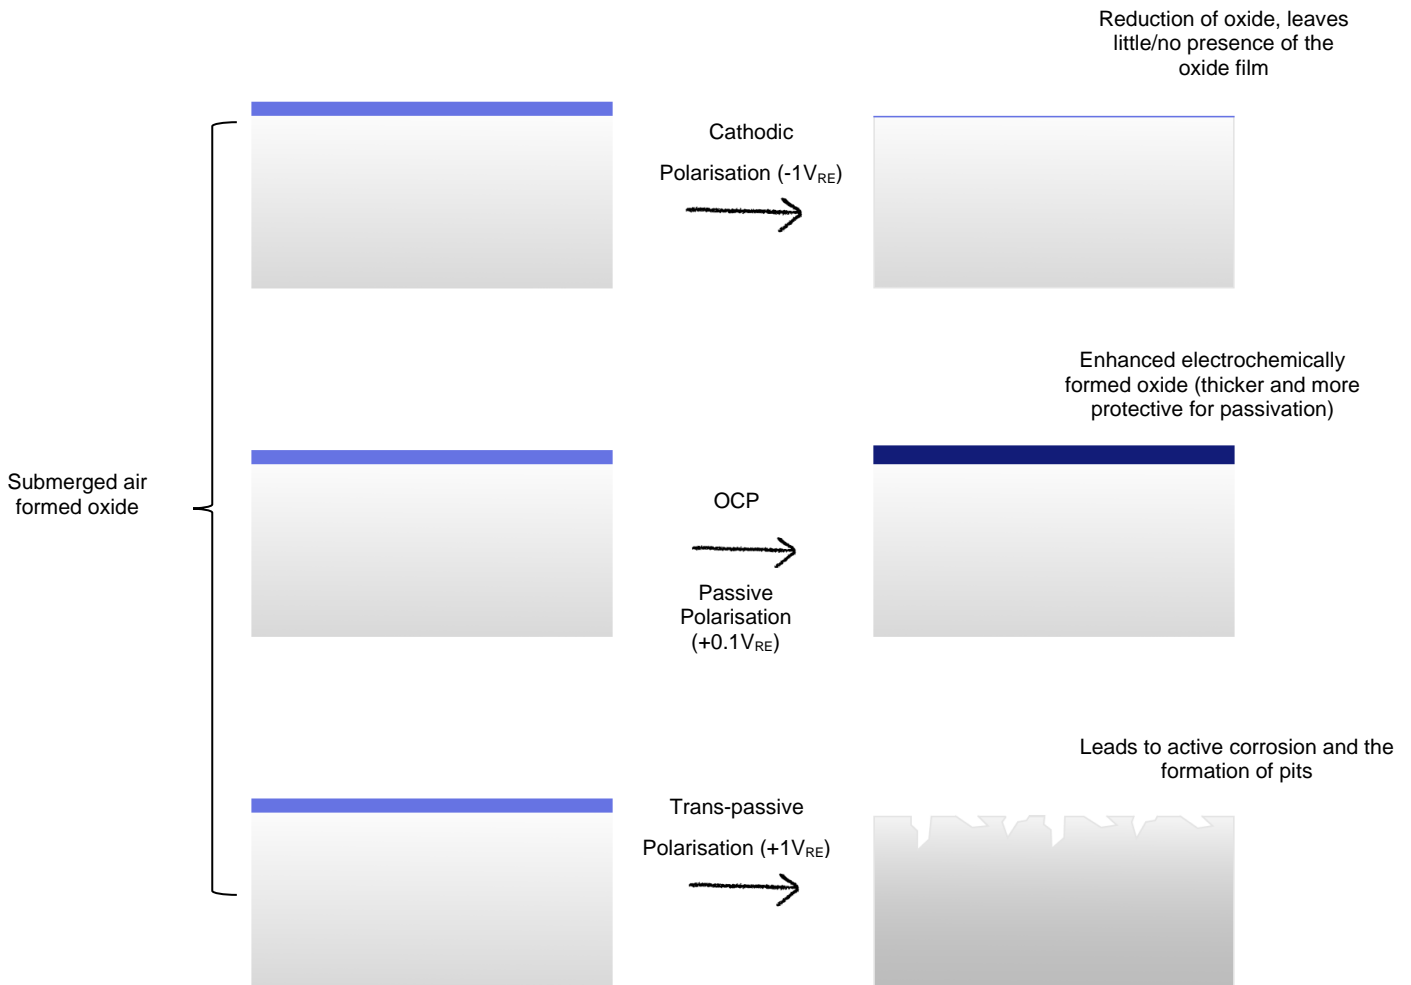 Reduction of oxide, leaves
little/no presence of the
oxide film
Cathodic
Polarisation (-1VRE)
Enhanced electrochemically
formed oxide (thicker and more
protective for passivation)
Submerged air
formed oxide
OCP
Passive
Polarisation
(+0.1VRE)
Leads to active corrosion and the
formation of pits
Trans-passive
Polarisation (+1VRE)